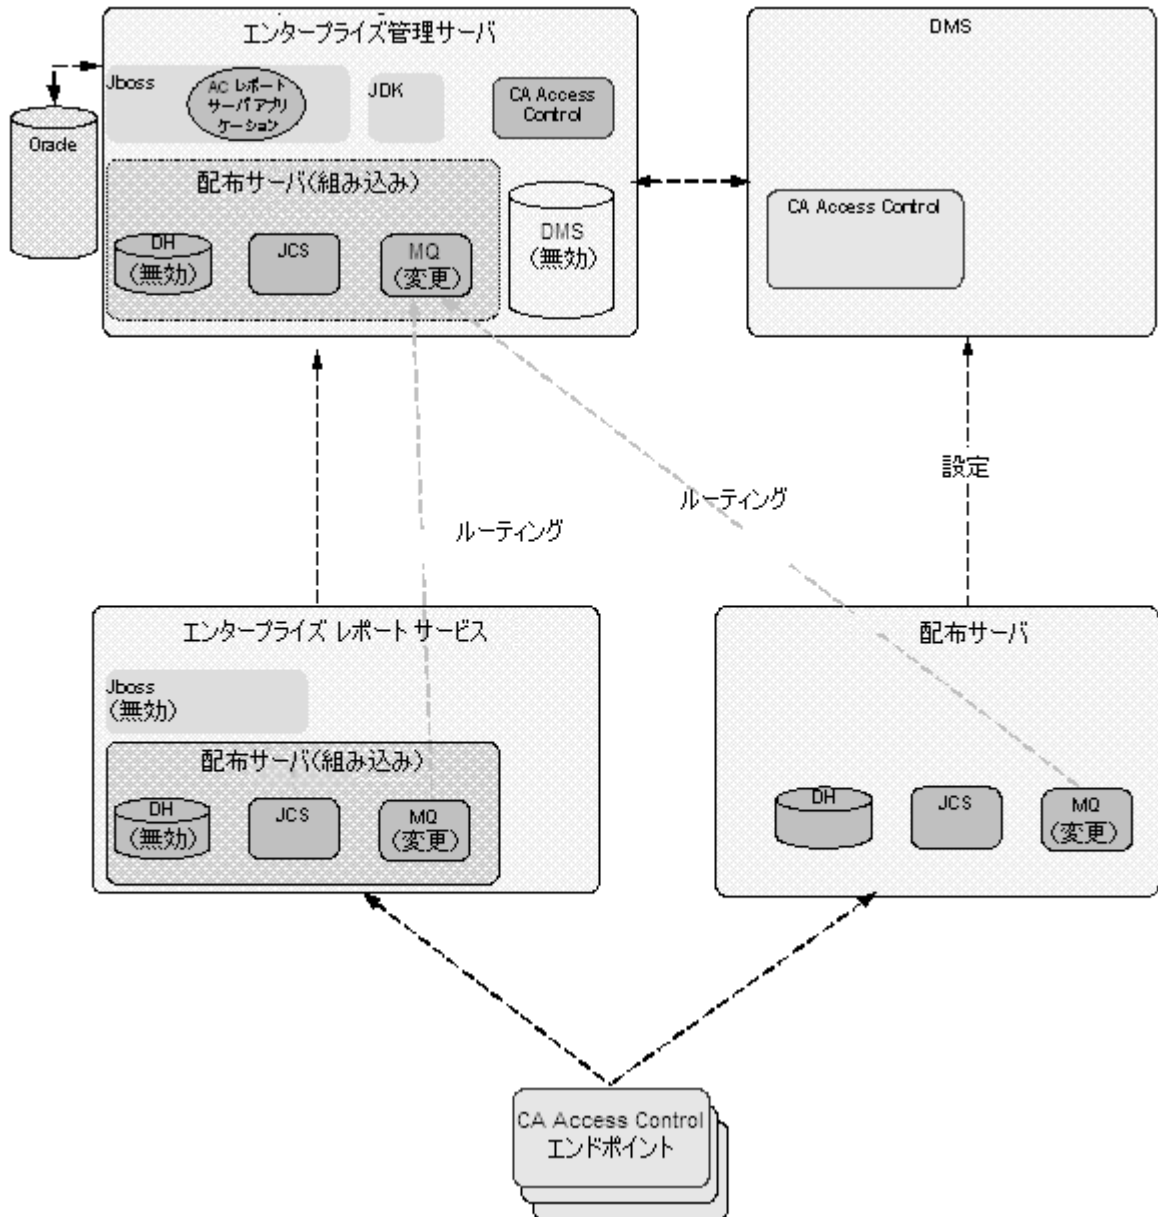 エンタープライズ管理サーバ
DMS
Jboss
AC レポート
サーバ アプリ
ケーション
JDK
CA Access
Control
Oracle
配布サーバ(組み込み)
DH
(無効)
JCS
MQ
(変更)
DMS
(無効)
CA Access Control
設定
ルーティング
ルーティング
エンタープライズ レポート サービス
配布サーバ
Jboss
(無効)
配布サーバ(組み込み)
DH
(無効)
JCS
MQ
(変更)
DH
JCS
MQ
(変更)
CA Access Control
エンドポイント